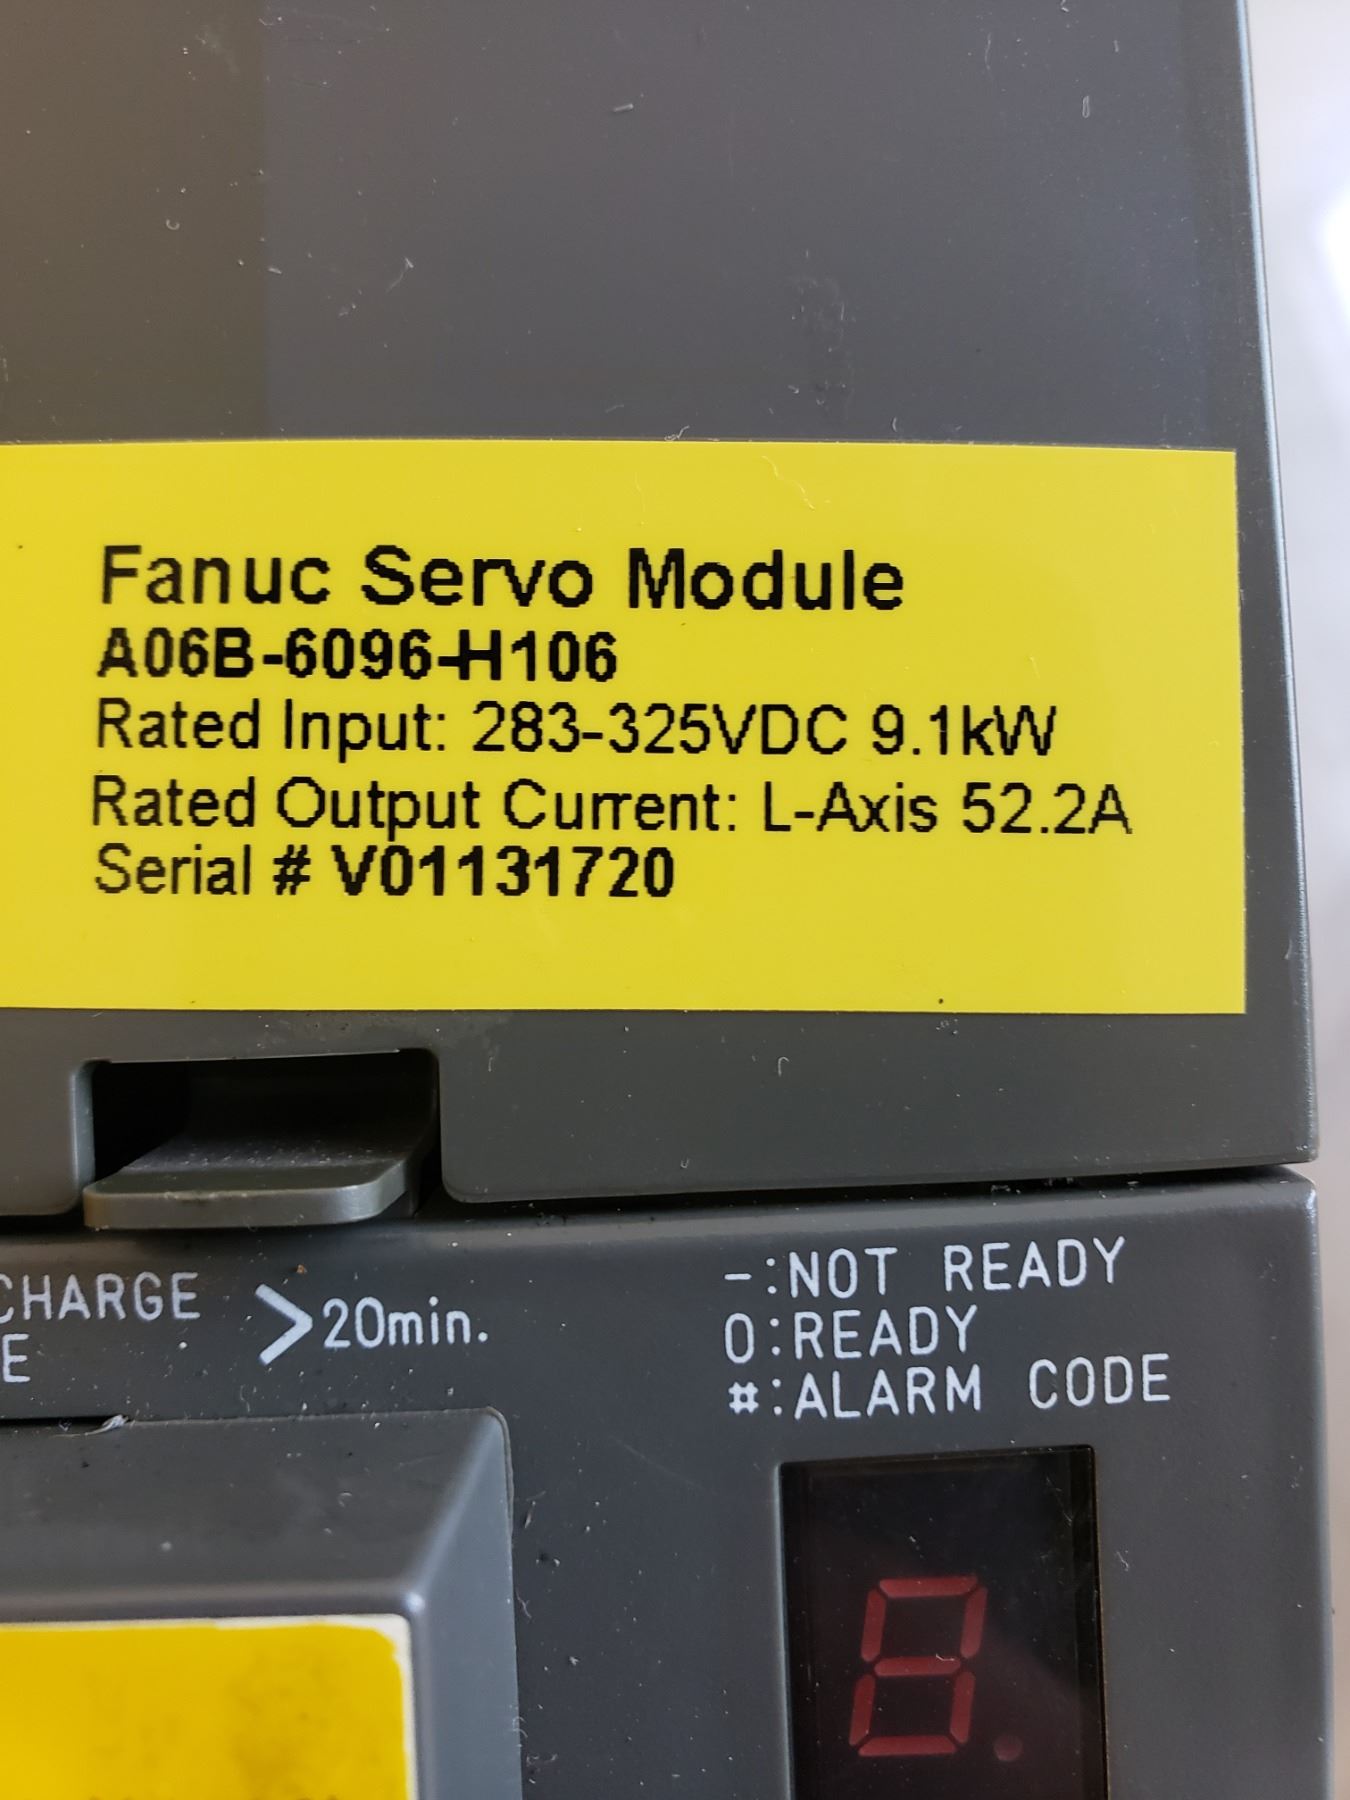 Fanuc Servo Module
A06B-6096-H106
Rated Input: 283-325VDC 9.1kW
Rated Output Current: L-Axis 52.2A
Serial # V01131720
CHARGE >20min.
E
-:NOT READY
0:READY
#:ALARM CODE
8.